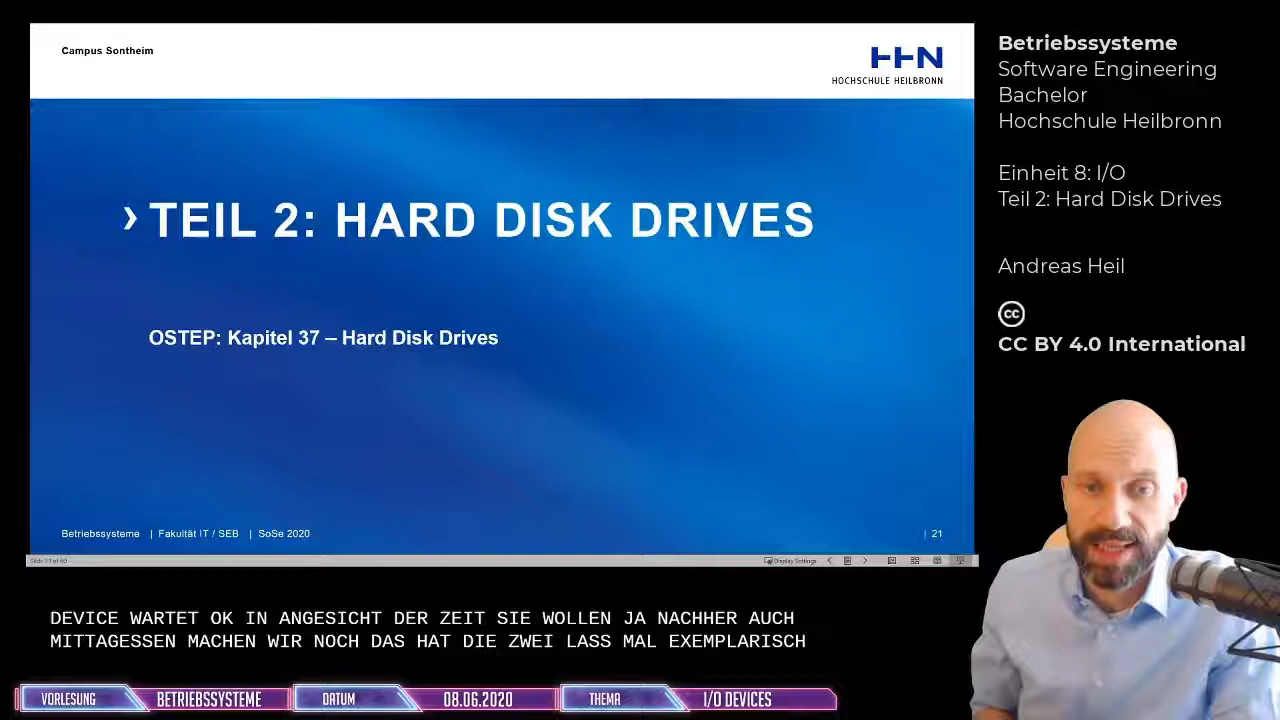 Campus Sontheim
HHN
HOCHSCHULE HEILBRONN
› TEIL 2: HARD DISK DRIVES
OSTEP: Kapitel 37 – Hard Disk Drives
Betriebssysteme | Fakultät IT / SEB | SoSe 2020 | 21
Display Settings
Betriebssysteme
Software Engineering
Bachelor
Hochschule Heilbronn
Einheit 8: I/O
Teil 2: Hard Disk Drives
Andreas Heil
cc
CC BY 4.0 International
DEVICE WARTET OK IN ANGESICHT DER ZEIT SIE WOLLEN JA NACHHER AUCH
MITTAGESSEN MACHEN WIR NOCH DAS HAT DIE ZWEI LASS MAL EXEMPLARISCH
VORLESUNG BETRIEBSSYSTEME DATUM 08.06.2020 THEMA I/O DEVICES